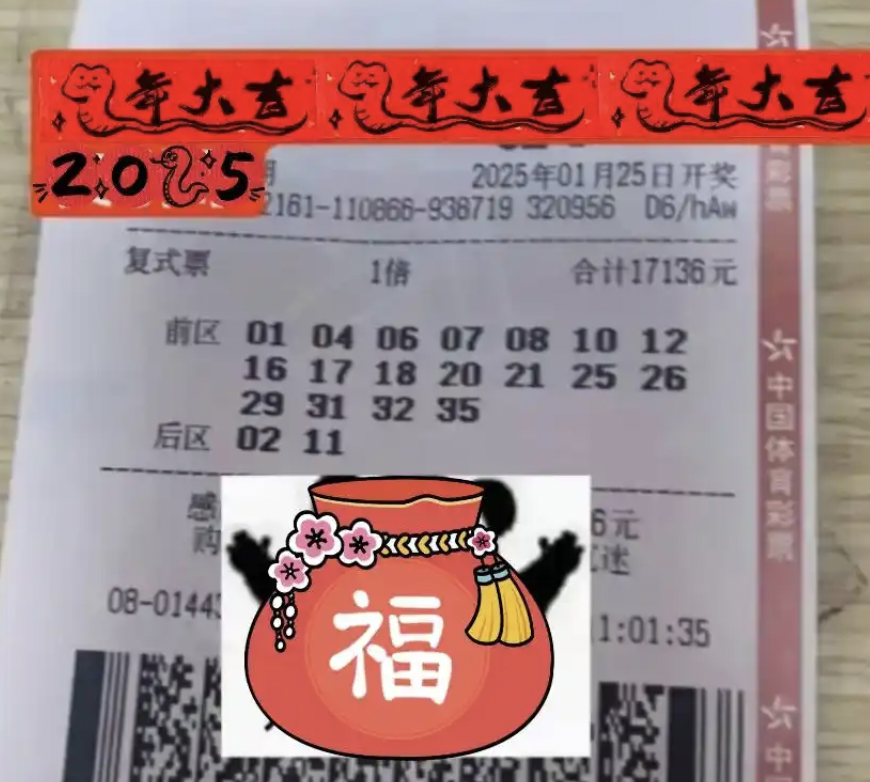 年大吉 年大吉 年大吉
2025
期 2025年01月25日开奖
2161-110866-938719 320956 D6/hAw
复式票 1倍 合计17136元
前区 01 04 06 07 08 10 12
16 17 18 20 21 25 26
29 31 32 35
后区 02 11
感 6元
购 迷
08-0144 1:01:35
福
彩票
中国体育彩票
中